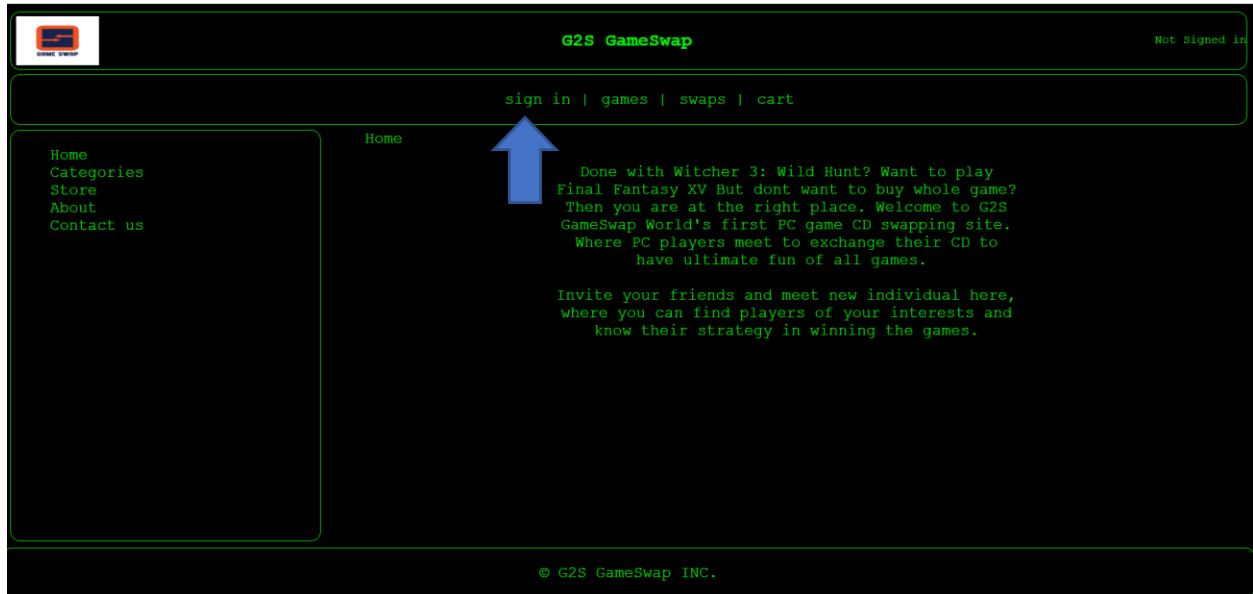 GAME SWAP
G2S GameSwap
Not Signed in
sign in | games | swaps | cart
Home
Categories
Store
About
Contact us
Home
Done with Witcher 3: Wild Hunt? Want to play
Final Fantasy XV But dont want to buy whole game?
Then you are at the right place. Welcome to G2S
GameSwap World's first PC game CD swapping site.
Where PC players meet to exchange their CD to
have ultimate fun of all games.
Invite your friends and meet new individual here,
where you can find players of your interests and
know their strategy in winning the games.
© G2S GameSwap INC.